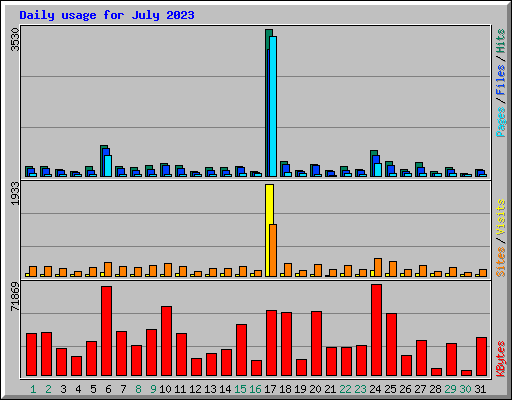 Daily usage for July 2023
3530
Pages / Files / Hits
1933
Sites / Visits
71869
KBytes
1 2 3 4 5 6 7 8 9 10 11 12 13 14 15 16 17 18 19 20 21 22 23 24 25 26 27 28 29 30 31